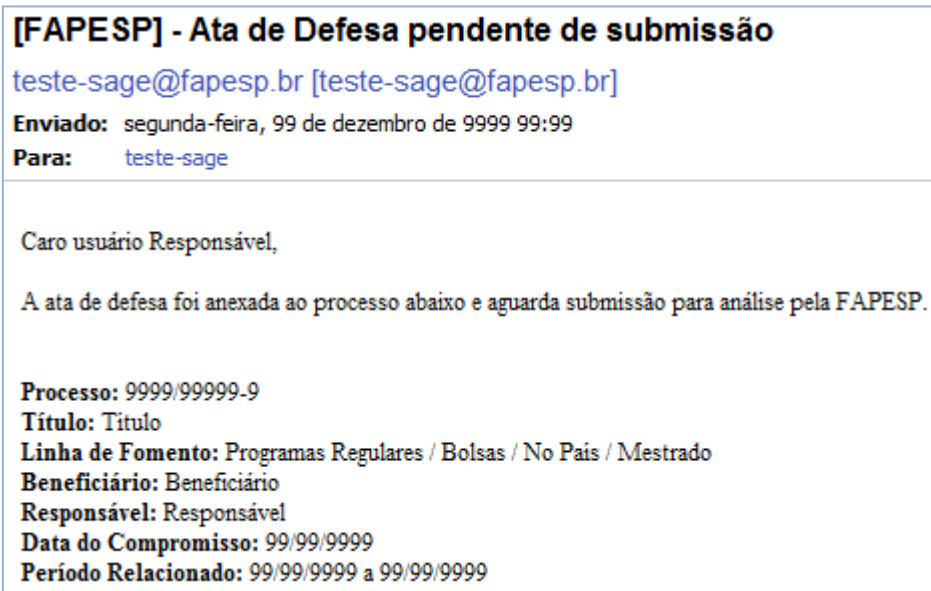 [FAPESP] - Ata de Defesa pendente de submissão
teste-sage@fapesp.br [teste-sage@fapesp.br]
Enviado: segunda-feira, 99 de dezembro de 9999 99:99
Para: teste-sage
Caro usuário Responsável,
A ata de defesa foi anexada ao processo abaixo e aguarda submissão para análise pela FAPESP.
Processo: 9999/99999-9
Título: Título
Linha de Fomento: Programas Regulares / Bolsas / No País / Mestrado
Beneficiário: Beneficiário
Responsável: Responsável
Data do Compromisso: 99/99/9999
Período Relacionado: 99/99/9999 a 99/99/9999